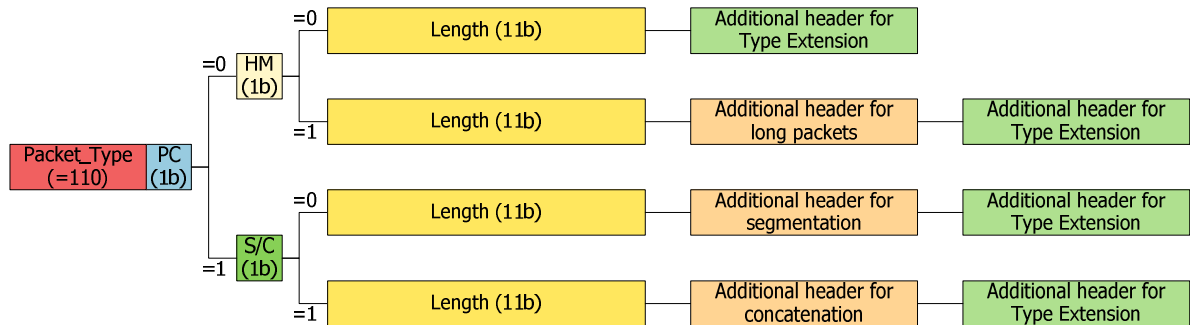 =0
Length (11b)
Additional header for
Type Extension
=0
HM
(1b)
=1
Length (11b)
Additional header for
long packets
Additional header for
Type Extension
Packet_Type
(=110)
PC
(1b)
=0
Length (11b)
Additional header for
segmentation
Additional header for
Type Extension
=1
S/C
(1b)
=1
Length (11b)
Additional header for
concatenation
Additional header for
Type Extension